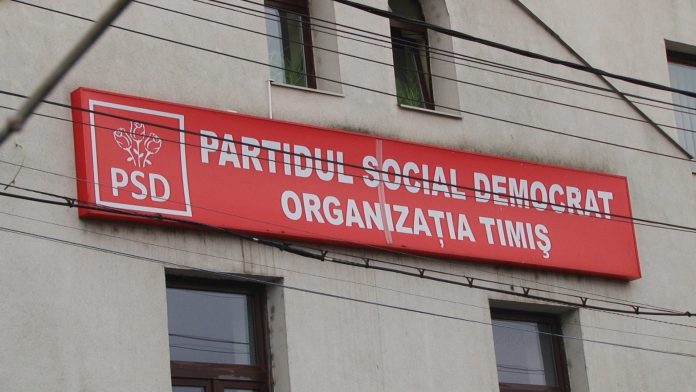 PSD
PARTIDUL SOCIAL DEMOCRAT
ORGANIZAȚIA TIMIȘ